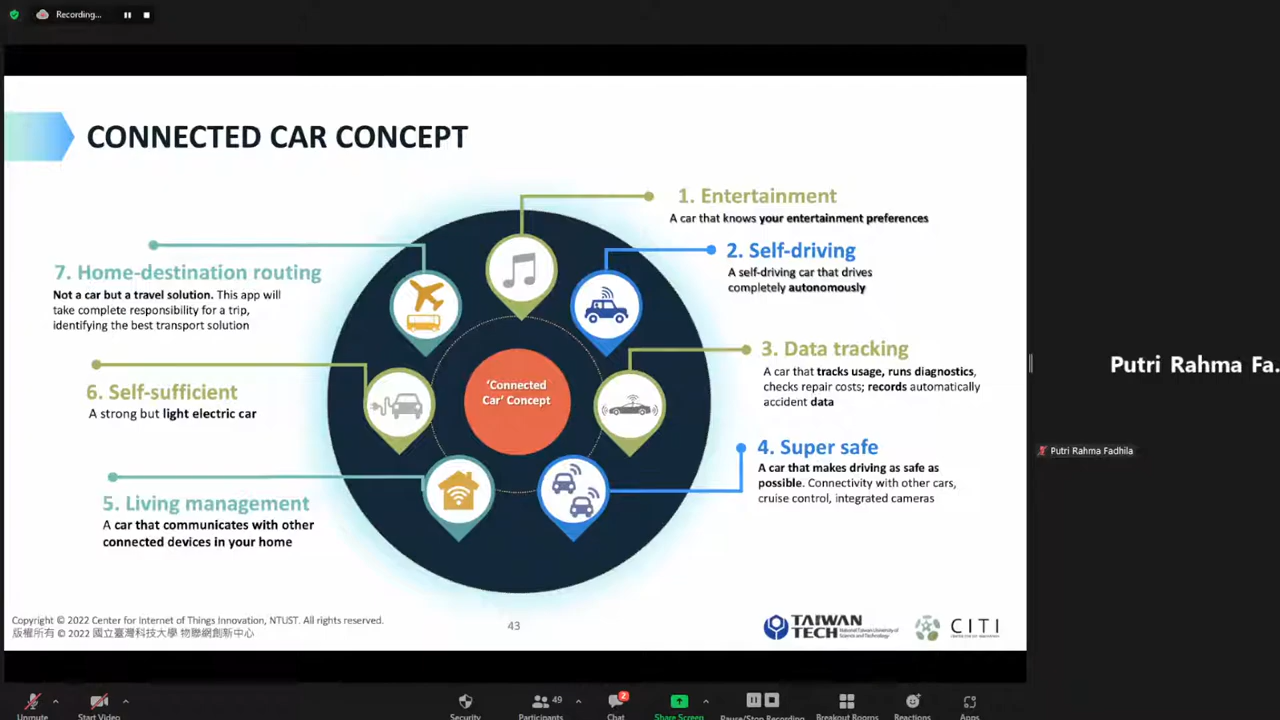 Recording...
CONNECTED CAR CONCEPT
1. Entertainment
A car that knows your entertainment preferences
2. Self-driving
A self-driving car that drives
completely autonomously
7. Home-destination routing
Not a car but a travel solution. This app will
take complete responsibility for a trip,
identifying the best transport solution
3. Data tracking
A car that tracks usage, runs diagnostics,
checks repair costs; records automatically
accident data
'Connected
Car' Concept
6. Self-sufficient
A strong but light electric car
4. Super safe
A car that makes driving as safe as
possible. Connectivity with other cars,
cruise control, integrated cameras
5. Living management
A car that communicates with other
connected devices in your home
Putri Rahma Fa...
Putri Rahma Fadhila
Copyright © 2022 Center for Internet of Things Innovation, NTUST. All rights reserved.
版權所有 © 2022 國立臺灣科技大學 物聯網創新中心
43
TAIWAN
TECH
National Taiwan University of
Science and Technology
CITI
Unmute
Start Video
Security
Participants
49
Chat
2
Share Screen
Pause/Stop Recording
Breakout Rooms
Reactions
Apps